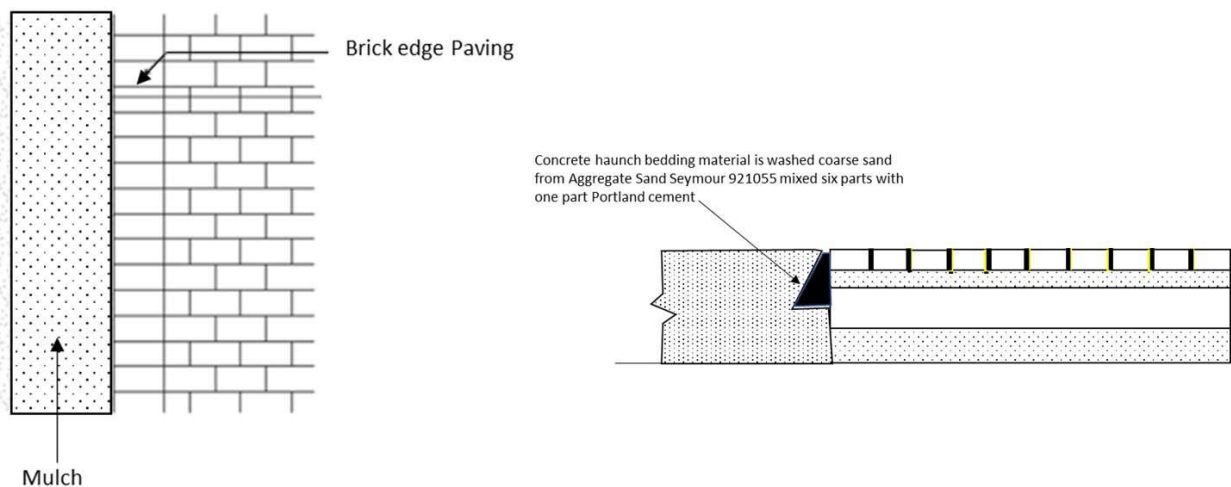 Brick edge Paving
Concrete haunch bedding material is washed coarse sand
from Aggregate Sand Seymour 921055 mixed six parts with
one part Portland cement
Mulch